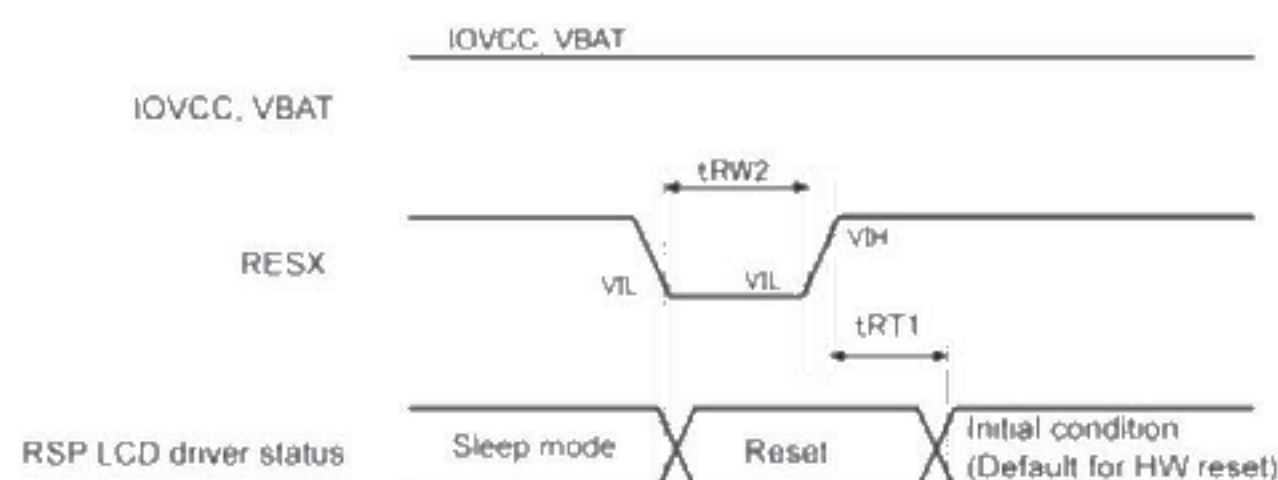 IOVCC, VBAT
IOVCC, VBAT
tRW2
RESX
VIH
VIL
VIL
tRT1
RSP LCD driver status
Sleep mode
Reset
Initial condition
(Default for HW reset)